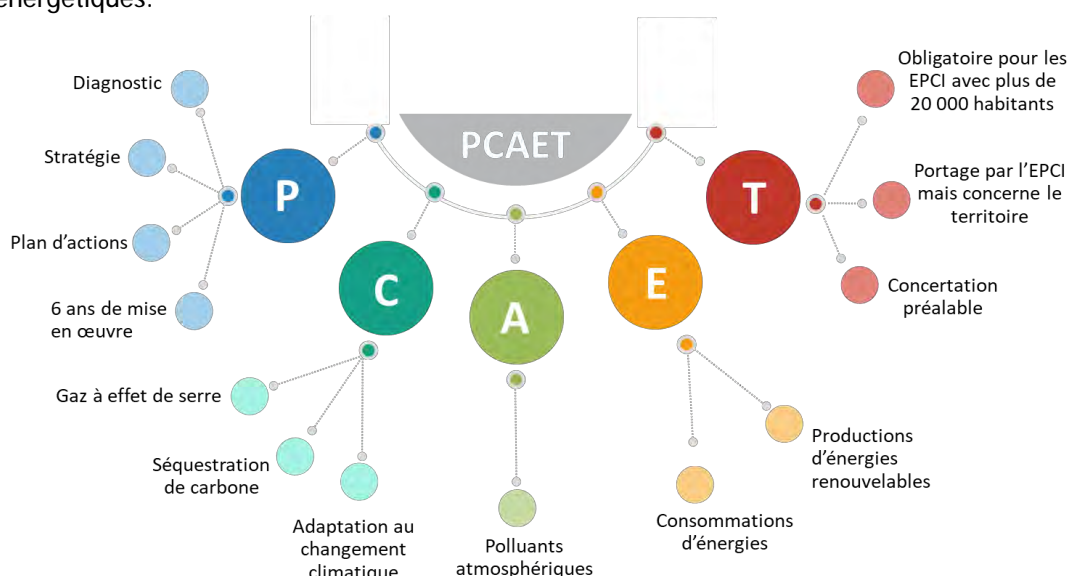 énergétiques.
PCAET
P
Diagnostic
Stratégie
Plan d'actions
6 ans de mise
en œuvre
C
Gaz à effet de serre
Séquestration
de carbone
Adaptation au
changement
climatique
A
Polluants
atmosphériques
E
Consommations
d'énergies
Productions
d'énergies
renouvelables
T
Obligatoire pour les
EPCI avec plus de
20 000 habitants
Portage par l'EPCI
mais concerne le
territoire
Concertation
préalable